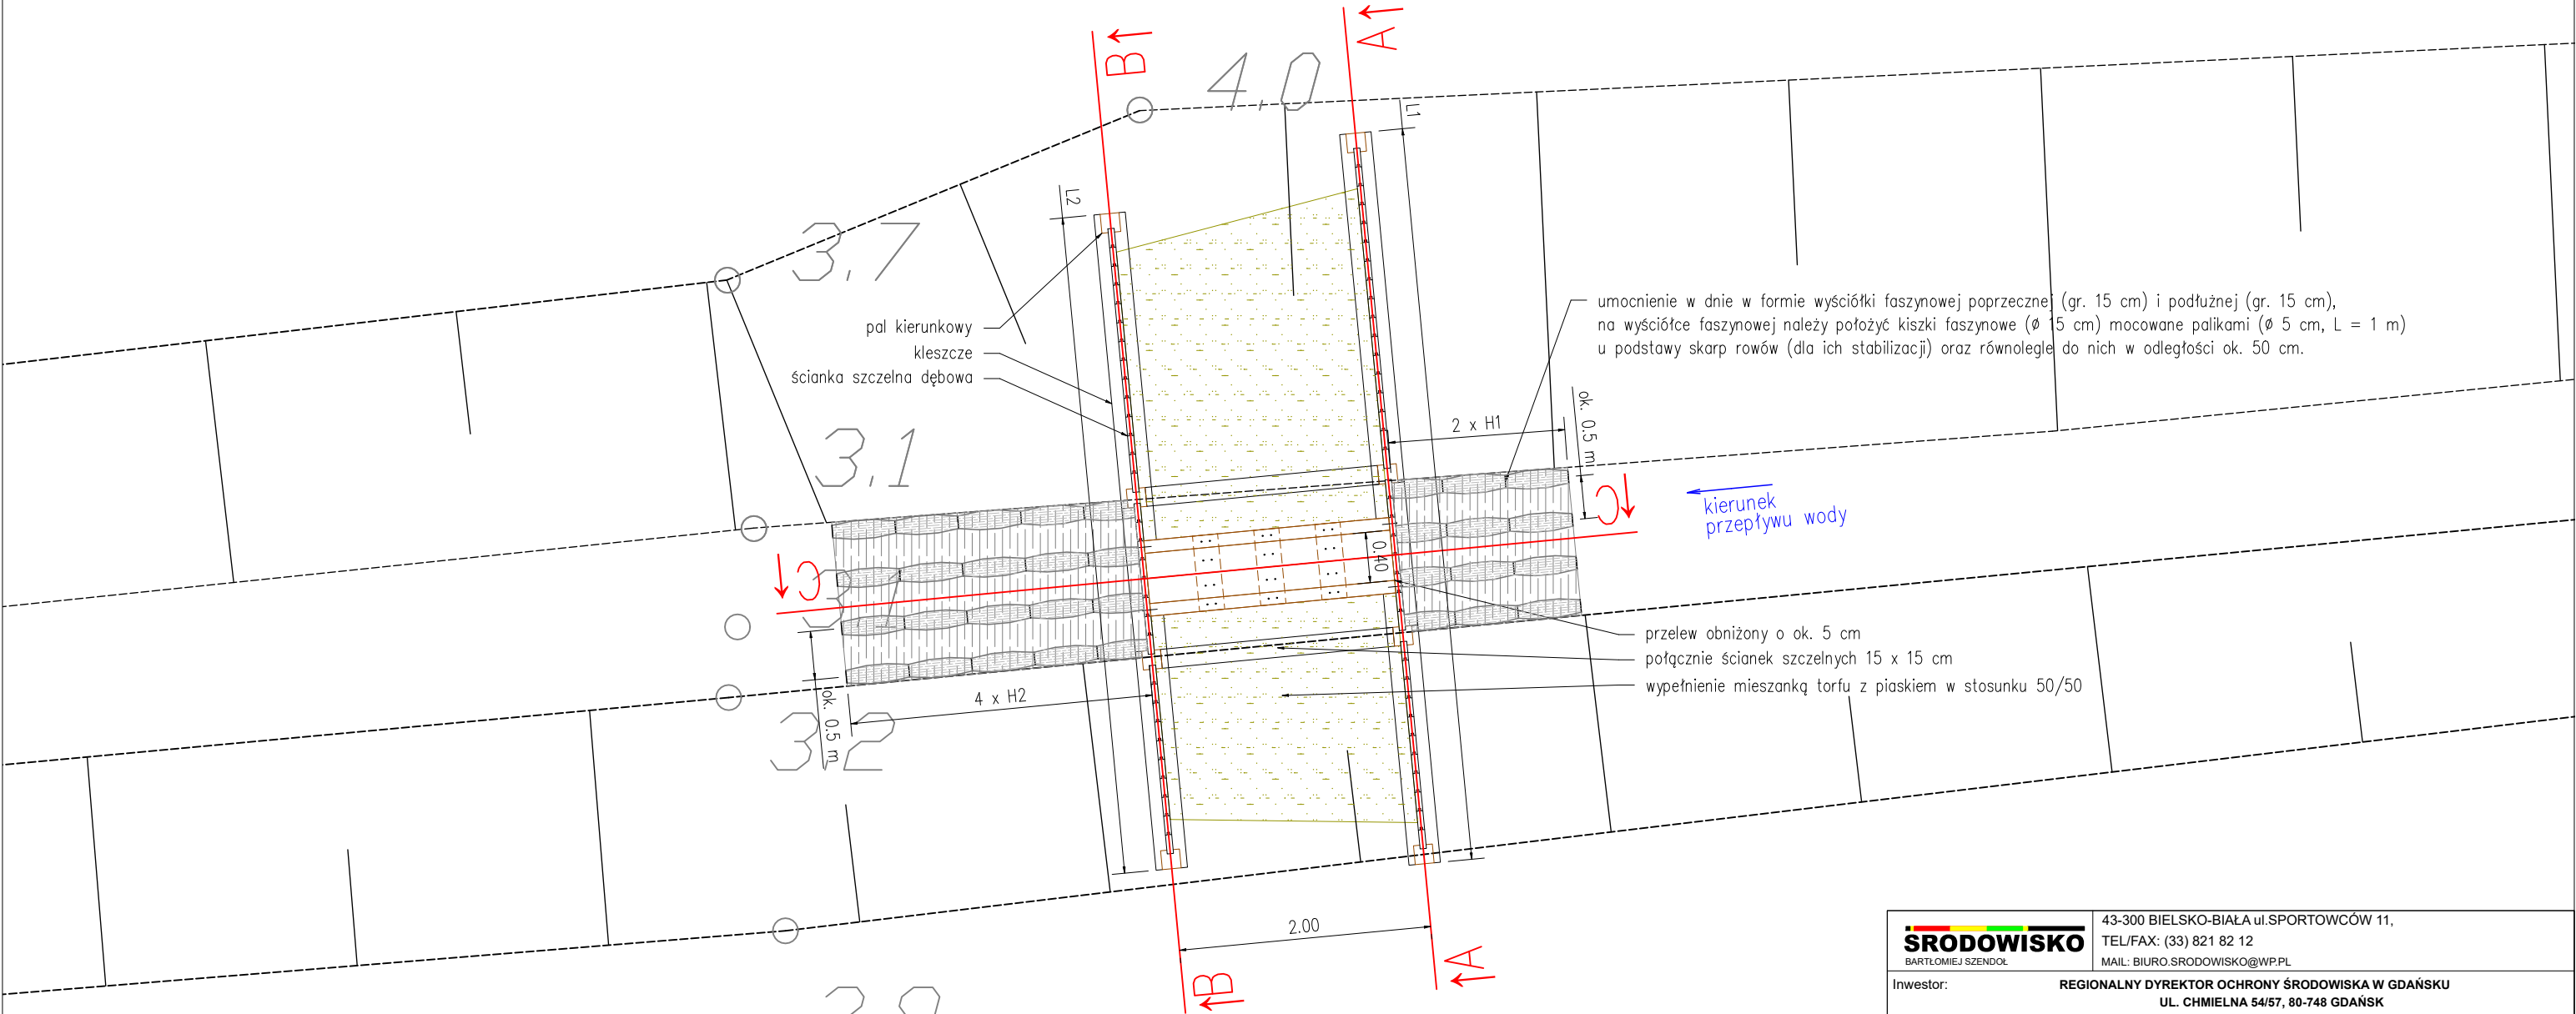 B
A
4,0
L1
L2
3,7
pal kierunkowy
kleszcze
ścianka szczelna dębowa
umocnienie w dnie w formie wyściółki faszynowej poprzecznej (gr. 15 cm) i podłużnej (gr. 15 cm),
na wyściółce faszynowej należy położyć kiszki faszynowe (ø 15 cm) mocowane palikami (ø 5 cm, L = 1 m)
u podstawy skarp rowów (dla ich stabilizacji) oraz równolegle do nich w odległości ok. 50 cm.
2 x H1
ok. 0.5 m
3,1
C
kierunek
przepływu wody
0.40
C
przelew obniżony o ok. 5 cm
połącznie ścianek szczelnych 15 x 15 cm
wypełnienie mieszanką torfu z piaskiem w stosunku 50/50
4 x H2
ok. 0.5 m
3,2
2.00
B
A
SRODOWISKO
BARTŁOMIEJ SZENDOŁ
43-300 BIELSKO-BIAŁA ul.SPORTOWCÓW 11,
TEL/FAX: (33) 821 82 12
MAIL: BIURO.SRODOWISKO@WP.PL
Inwestor:
REGIONALNY DYREKTOR OCHRONY ŚRODOWISKA W GDAŃSKU
UL. CHMIELNA 54/57, 80-748 GDAŃSK